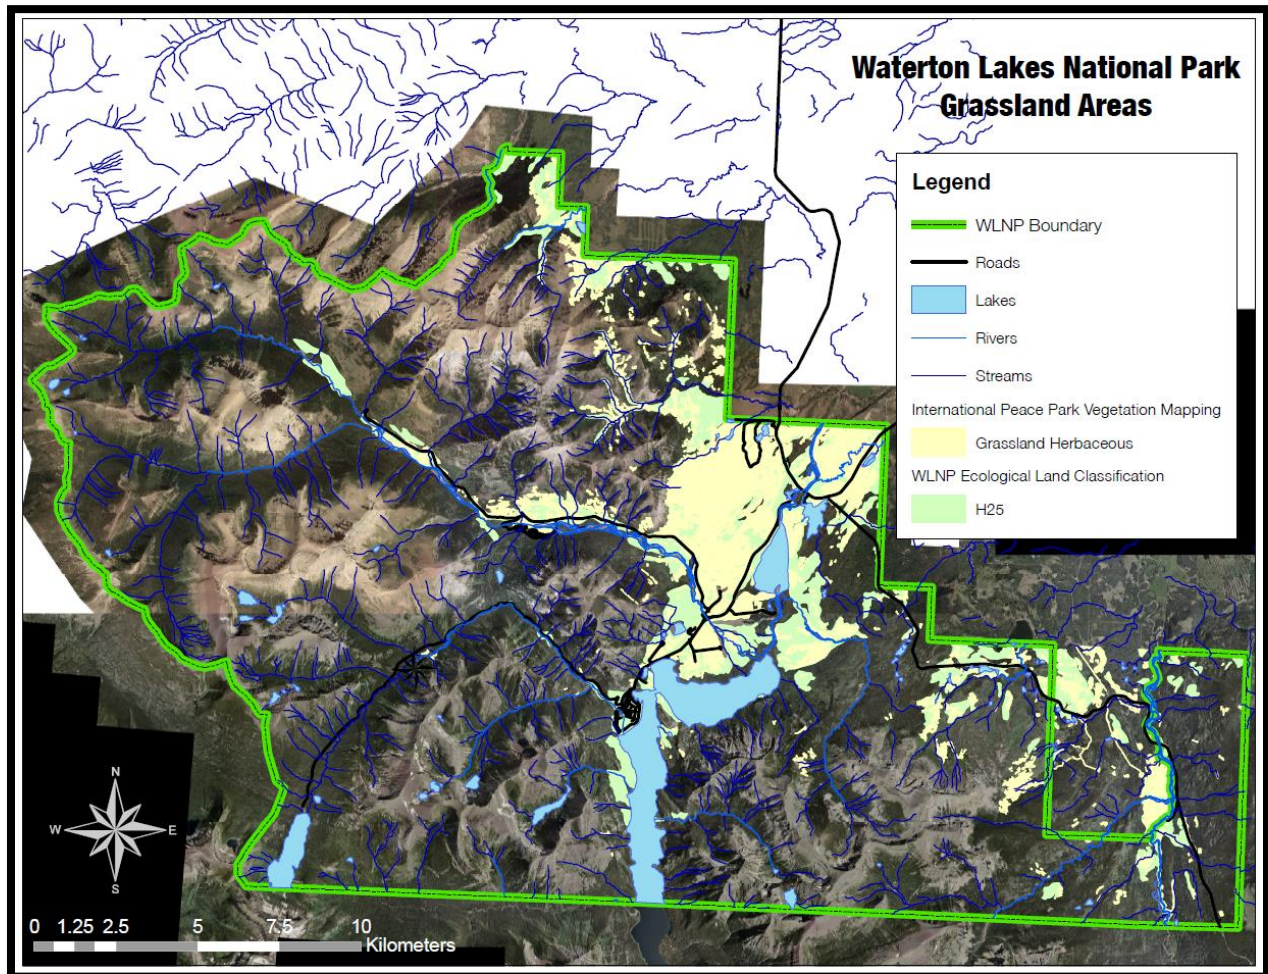 Waterton Lakes National Park
Grassland Areas
Legend
WLNP Boundary
Roads
Lakes
Rivers
Streams
International Peace Park Vegetation Mapping
Grassland Herbaceous
WLNP Ecological Land Classification
H25
N
W E
S
0 1.25 2.5 5 7.5 10
Kilometers